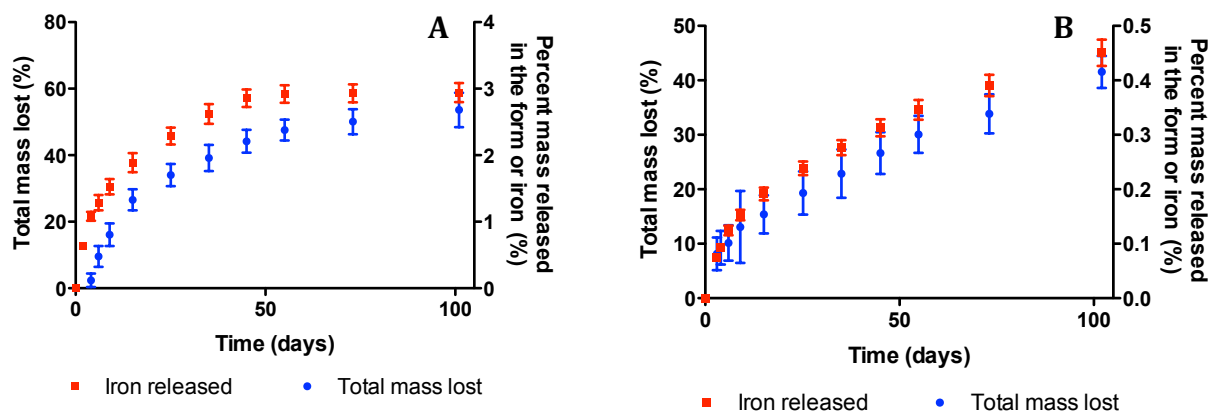 A
80
60
40
20
0
4
3
2
1
0
0
50
100
Total mass lost (%)
Percent mass released
in the form or iron
(%)
Time (days)
Iron released
Total mass lost
B
50
40
30
20
10
0
0.5
0.4
0.3
0.2
0.1
0.0
0
50
100
Total mass lost (%)
Percent mass released
in the form or iron
(%)
Time (days)
Iron released
Total mass lost